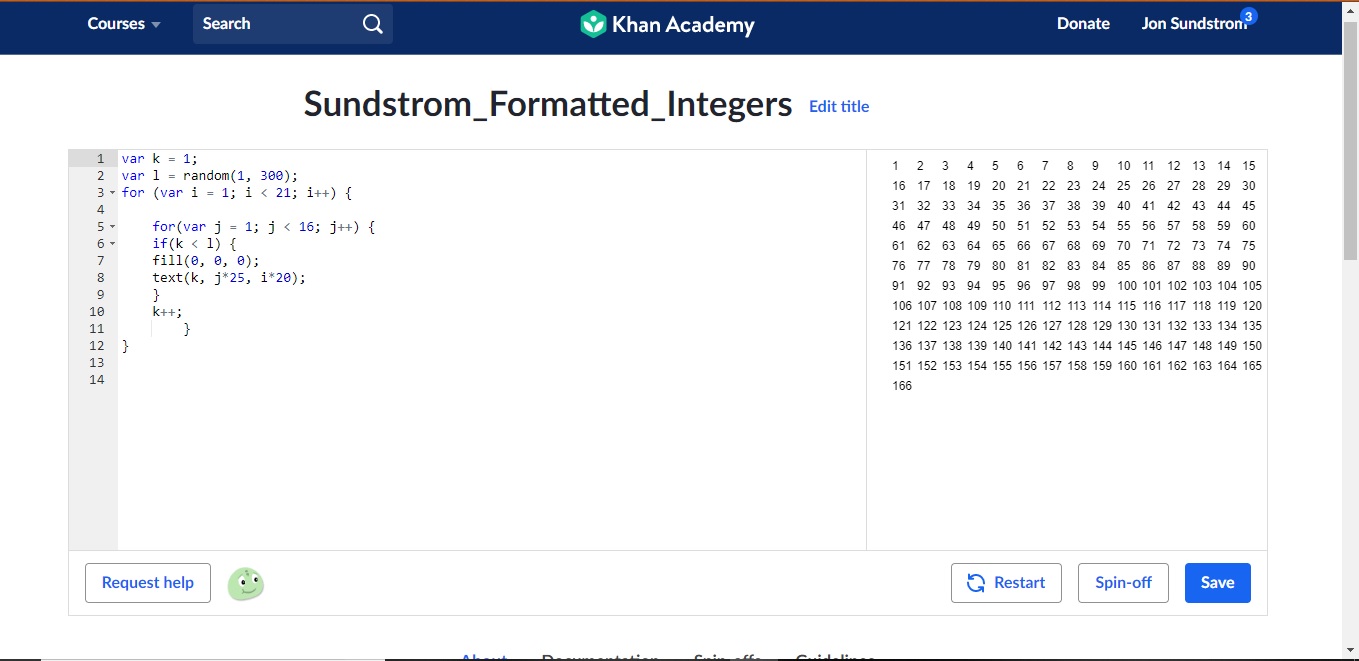 Courses Search Khan Academy Donate Jon Sundstrom 3
Sundstrom_Formatted_Integers Edit title
1 var k = 1;
2 var l = random(1, 300);
3 for (var i = 1; i < 21; i++) {
4
5 for(var j = 1; j < 16; j++) {
6 if(k < l) {
7 fill(0, 0, 0);
8 text(k, j*25, i*20);
9 }
10 k++;
11 }
12 }
13
14
1 2 3 4 5 6 7 8 9 10 11 12 13 14 15
16 17 18 19 20 21 22 23 24 25 26 27 28 29 30
31 32 33 34 35 36 37 38 39 40 41 42 43 44 45
46 47 48 49 50 51 52 53 54 55 56 57 58 59 60
61 62 63 64 65 66 67 68 69 70 71 72 73 74 75
76 77 78 79 80 81 82 83 84 85 86 87 88 89 90
91 92 93 94 95 96 97 98 99 100 101 102 103 104 105
106 107 108 109 110 111 112 113 114 115 116 117 118 119 120
121 122 123 124 125 126 127 128 129 130 131 132 133 134 135
136 137 138 139 140 141 142 143 144 145 146 147 148 149 150
151 152 153 154 155 156 157 158 159 160 161 162 163 164 165
166
Request help Restart Spin-off Save
About Documentation Spin-offs Guidelines